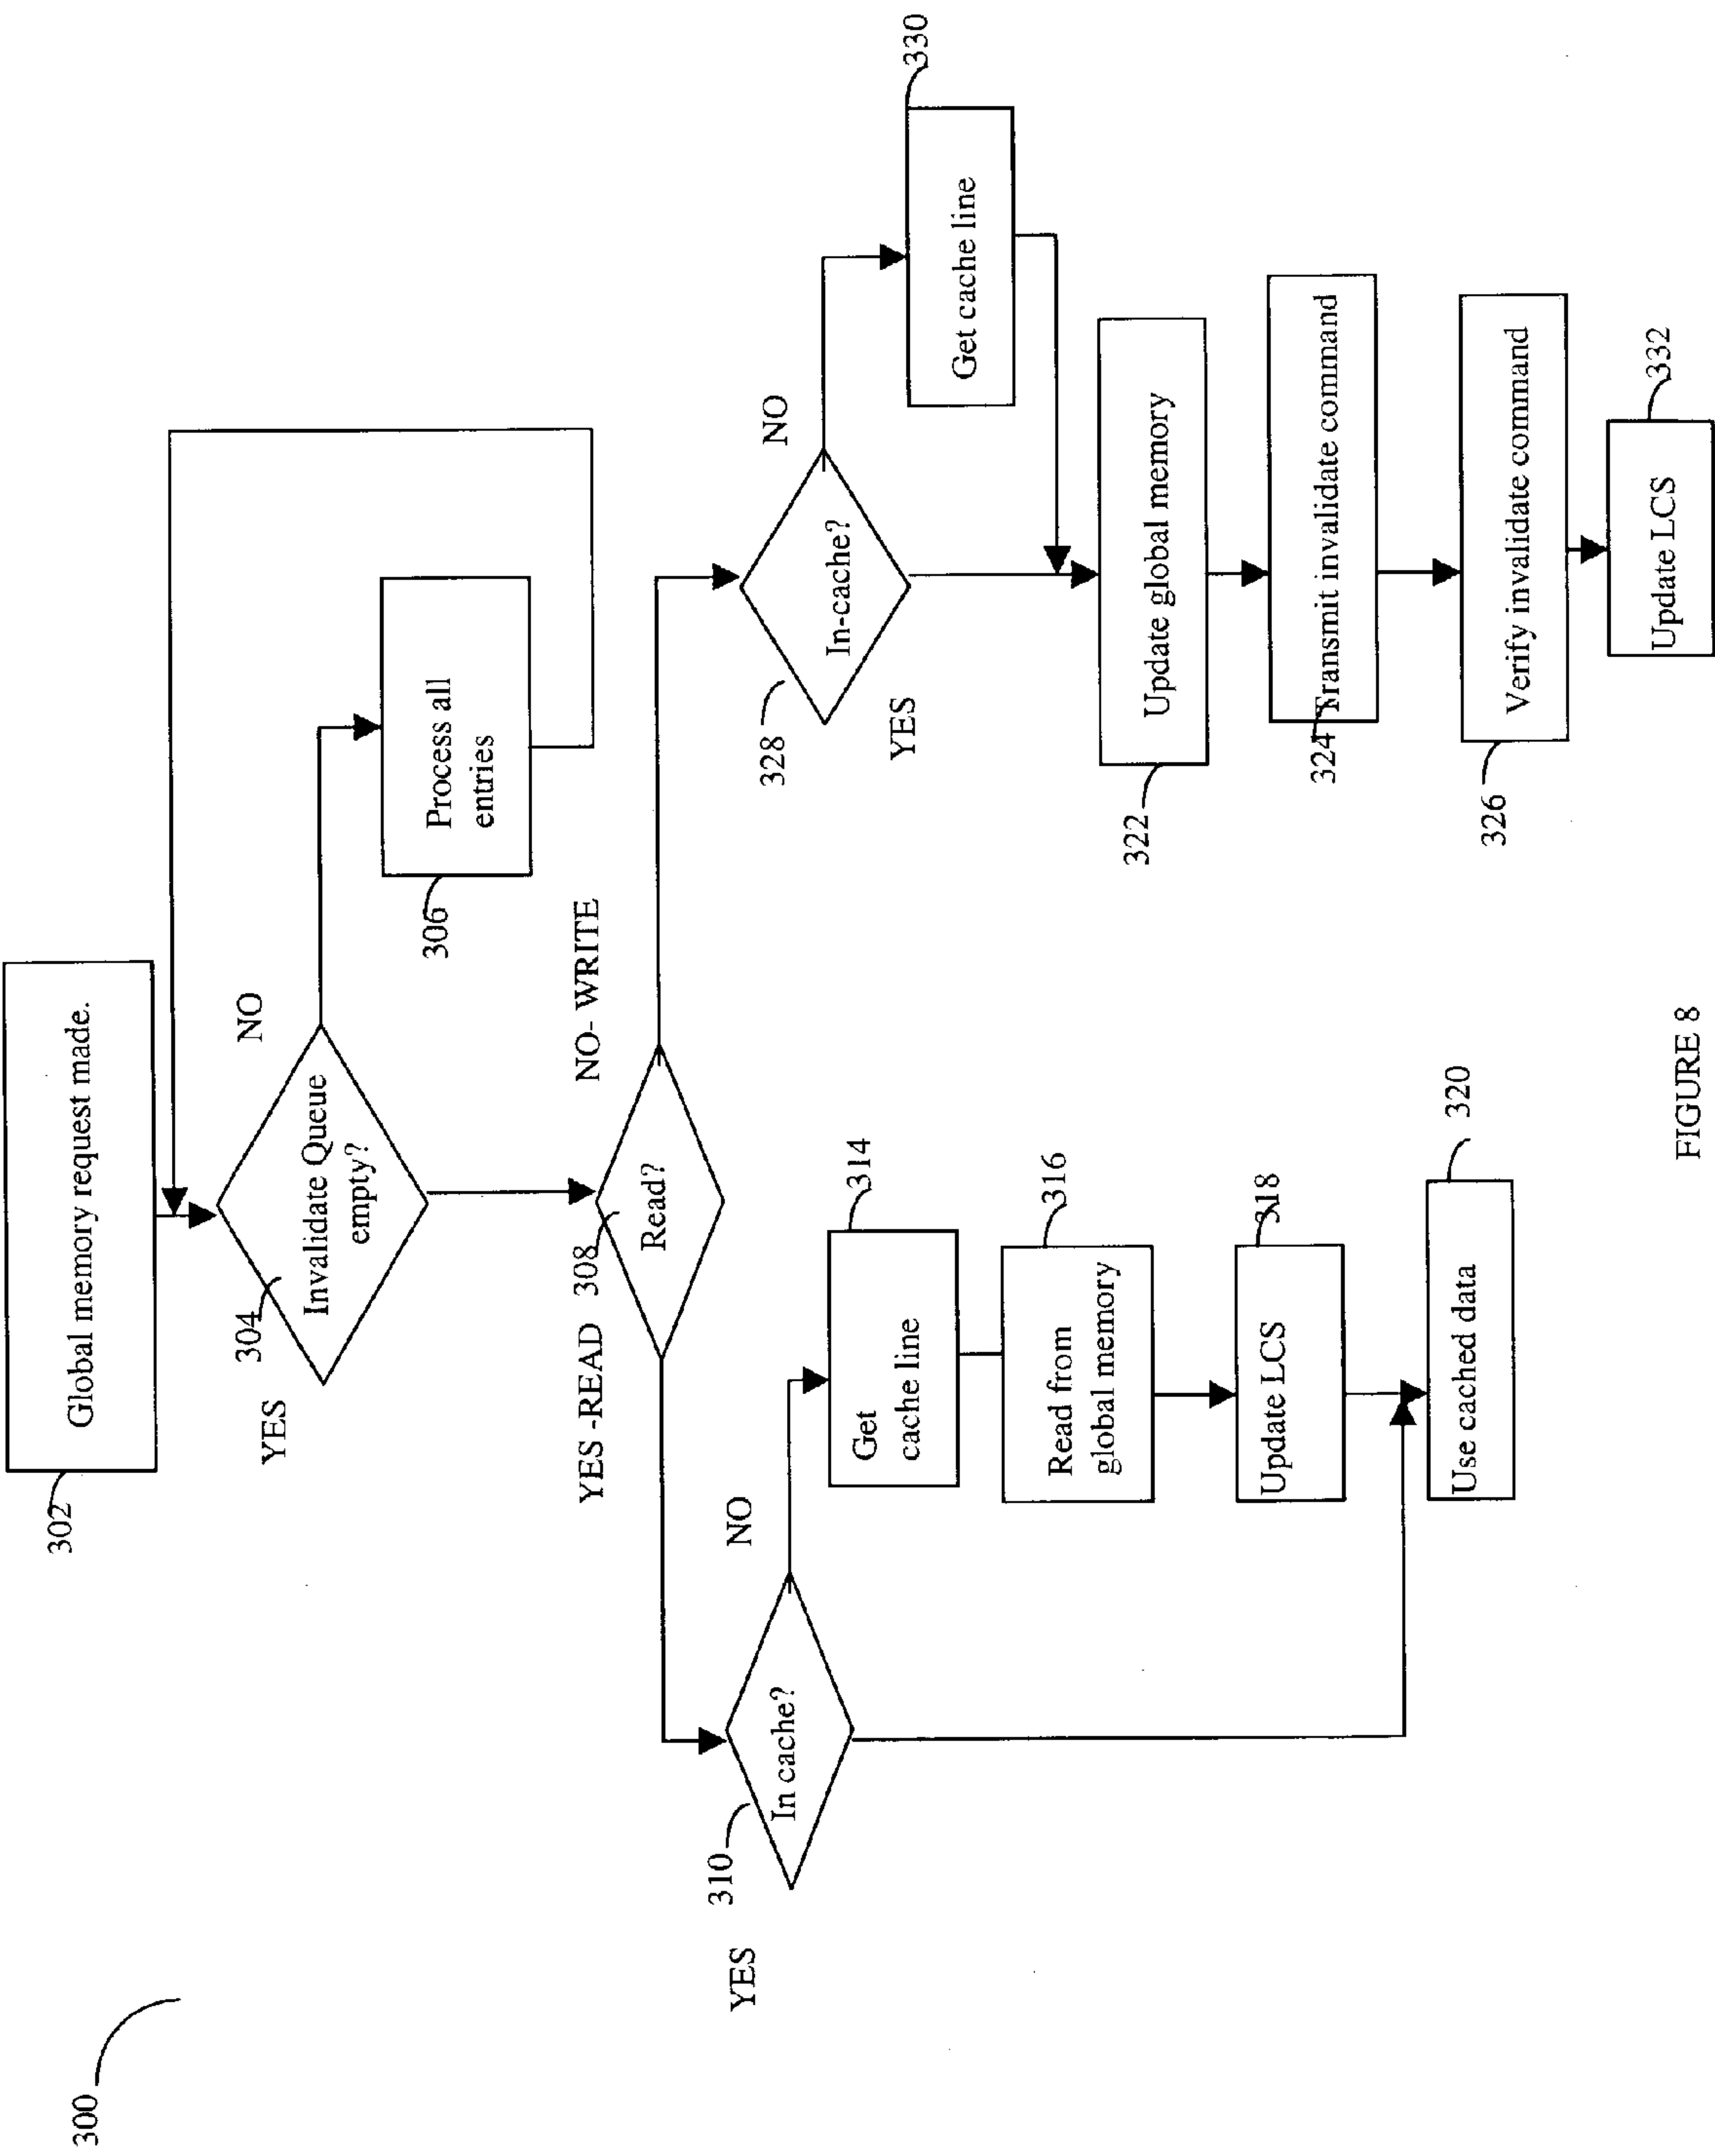 300
302
Global memory request made.
304
YES
Invalidate Queue
empty?
NO
306
Process all
entries
YES -READ
308
Read?
NO- WRITE
310
YES
In cache?
NO
314
Get
cache line
316
Read from
global memory
318
Update LCS
320
Use cached data
328
In-cache?
YES
NO
330
Get cache line
322
Update global memory
324
Transmit invalidate command
326
Verify invalidate command
332
Update LCS
FIGURE 8